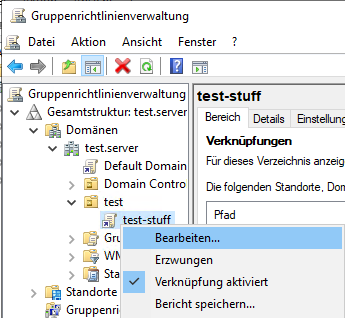 Gruppenrichtlinienverwaltung
Datei Aktion Ansicht Fenster ?
Gruppenrichtlinienverwaltung
Gesamtstruktur: test.server
Domänen
test.server
Default Domain
Domain Contro
test
test-stuff
Gru
WM
Sta
Standorte
Gruppenri
test-stuff
Bereich Details Einstellung
Verknüpfungen
Für dieses Verzeichnis anzeige
Die folgenden Standorte, Dom
Pfad
Bearbeiten...
Erzwungen
Verknüpfung aktiviert
Bericht speichern...